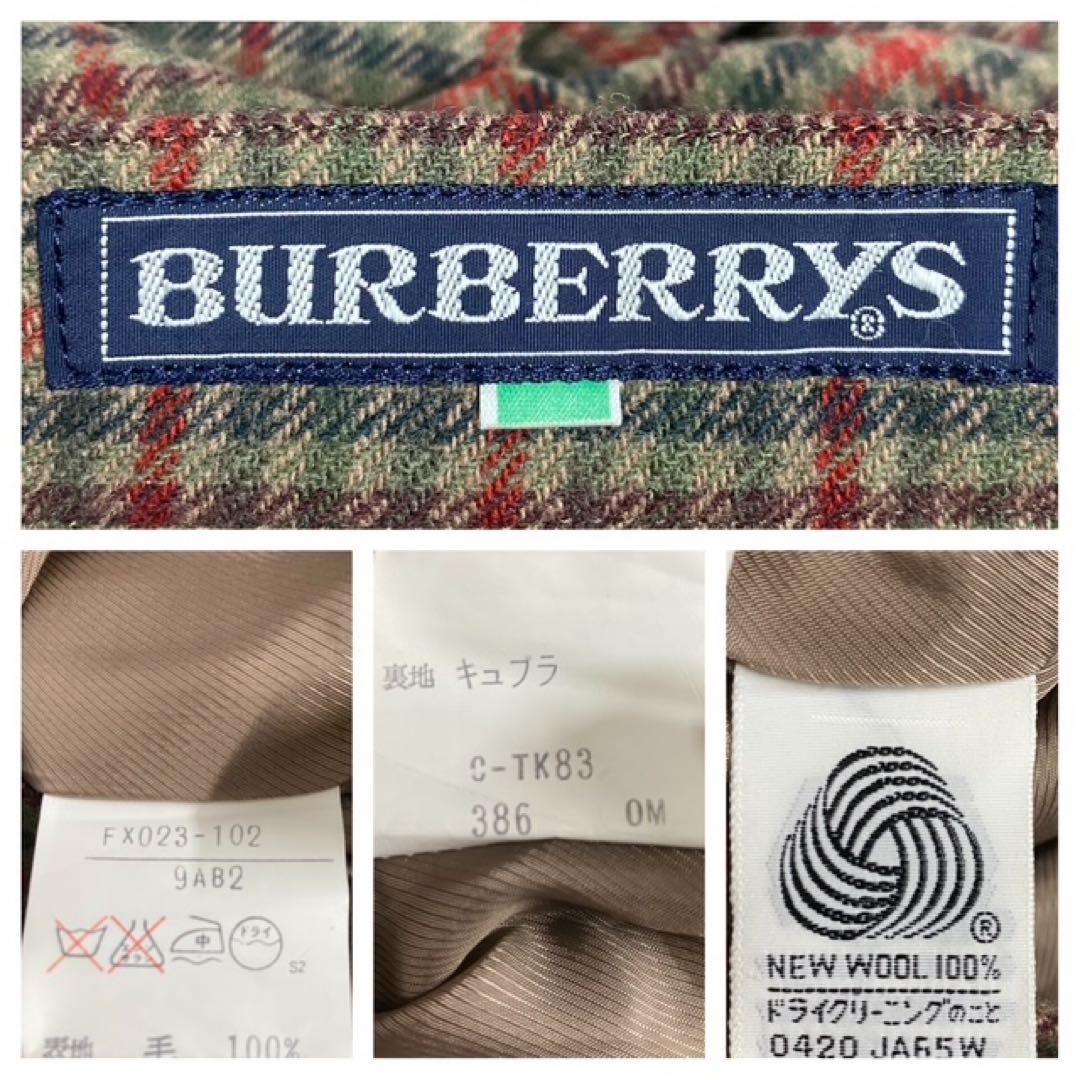 BURBERRYS®
FX023-102
9AB2
中 ドライ
S2
表地 毛 100%
裏地 キュプラ
C-TK83
386 OM
®
NEW WOOL 100%
ドライクリーニングのこと
0420 JA65W